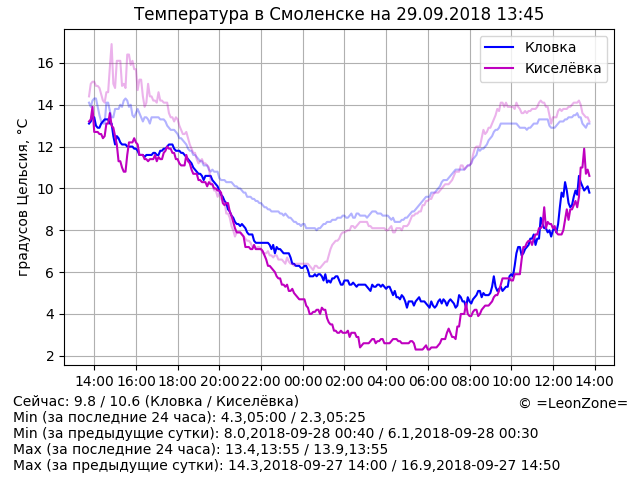 Температура в Смоленске на 29.09.2018 13:45
Кловка
Киселёвка
градусов Цельсия, °C
16
14
12
10
8
6
4
2
14:00 16:00 18:00 20:00 22:00 00:00 02:00 04:00 06:00 08:00 10:00 12:00 14:00
Сейчас: 9.8 / 10.6 (Кловка / Киселёвка)
© =LeonZone=
Min (за последние 24 часа): 4.3,05:00 / 2.3,05:25
Min (за предыдущие сутки): 8.0,2018-09-28 00:40 / 6.1,2018-09-28 00:30
Max (за последние 24 часа): 13.4,13:55 / 13.9,13:55
Max (за предыдущие сутки): 14.3,2018-09-27 14:00 / 16.9,2018-09-27 14:50